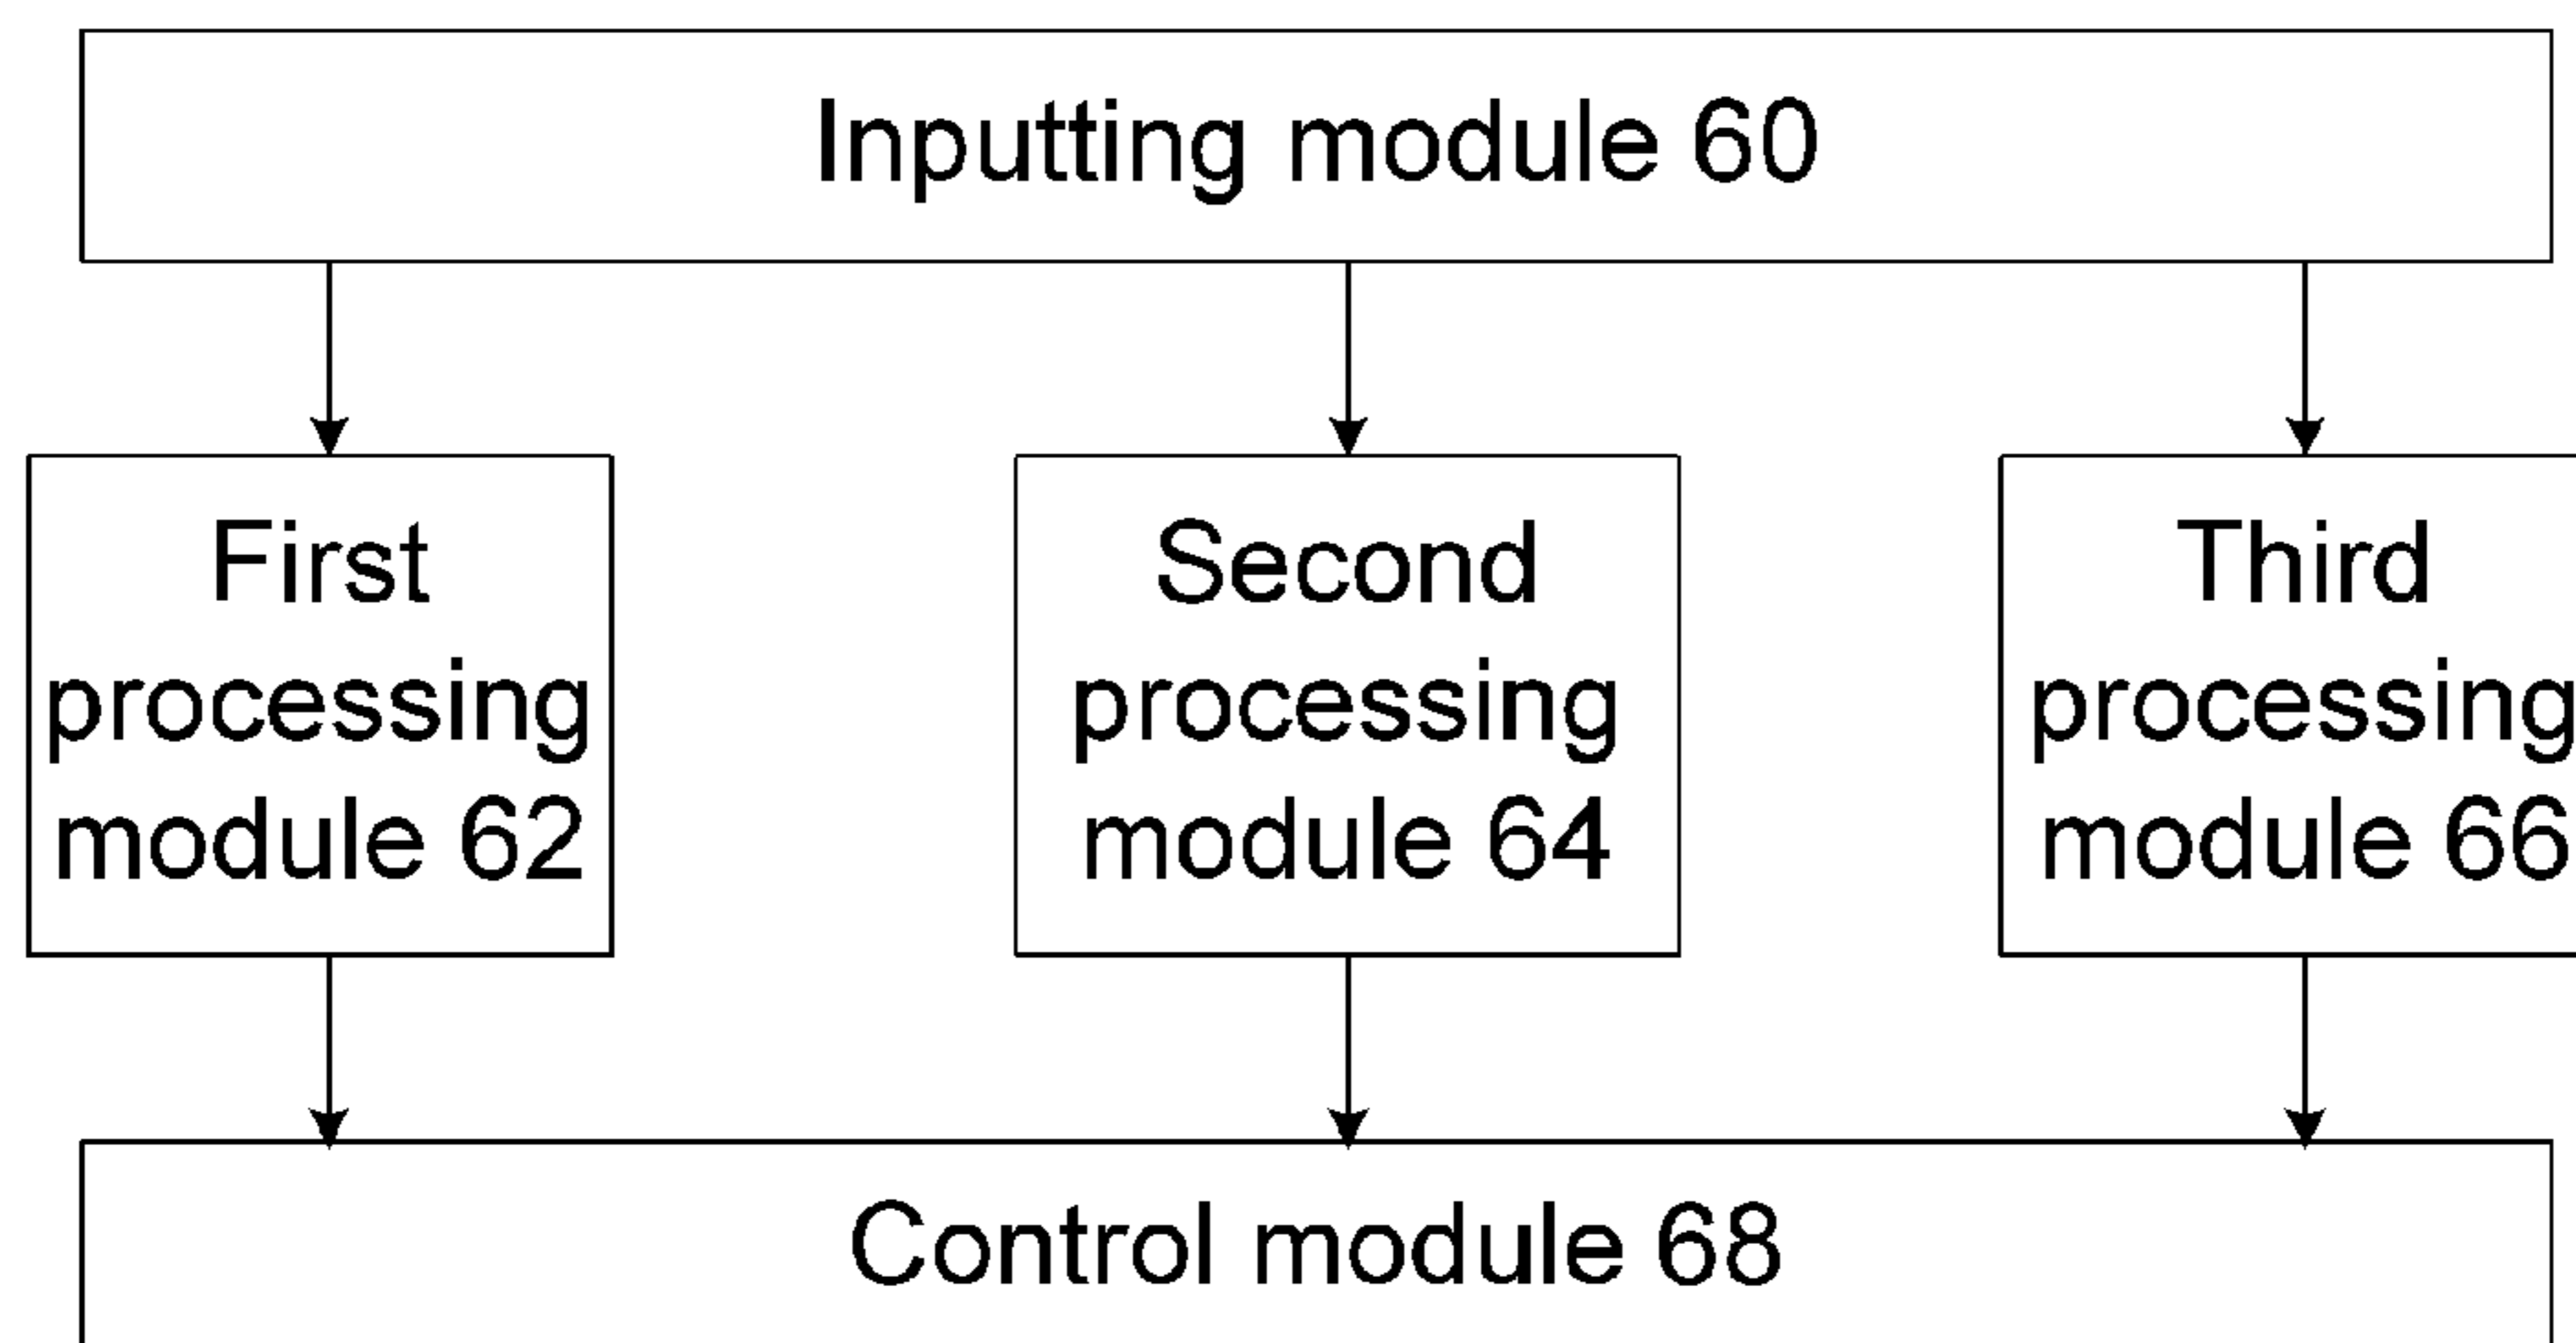 Inputting module 60
First
processing
module 62
Second
processing
module 64
Third
processing
module 66
Control module 68